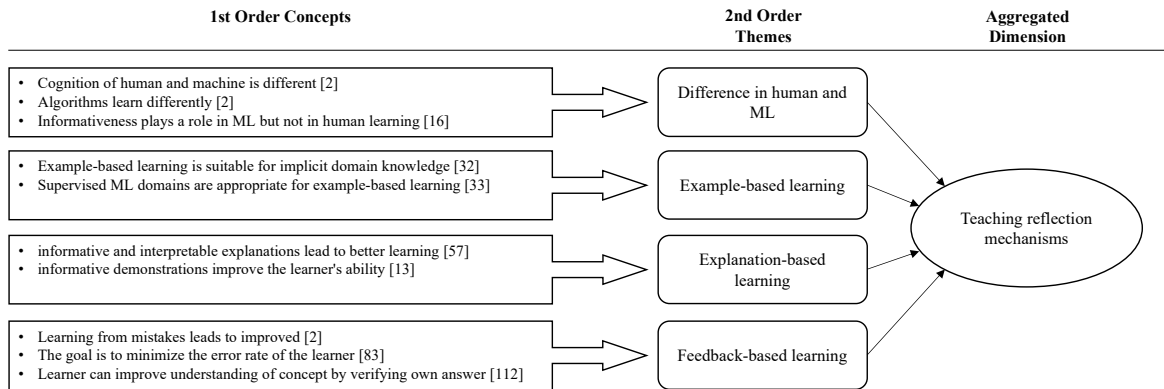 1st Order Concepts
2nd Order
Themes
Aggregated
Dimension
• Cognition of human and machine is different [2]
• Algorithms learn differently [2]
• Informativeness plays a role in ML but not in human learning [16]
Difference in human and
ML
• Example-based learning is suitable for implicit domain knowledge [32]
• Supervised ML domains are appropriate for example-based learning [33]
Example-based learning
• informative and interpretable explanations lead to better learning [57]
• informative demonstrations improve the learner's ability [13]
Explanation-based
learning
• Learning from mistakes leads to improved [2]
• The goal is to minimize the error rate of the learner [83]
• Learner can improve understanding of concept by verifying own answer [112]
Feedback-based learning
Teaching reflection
mechanisms